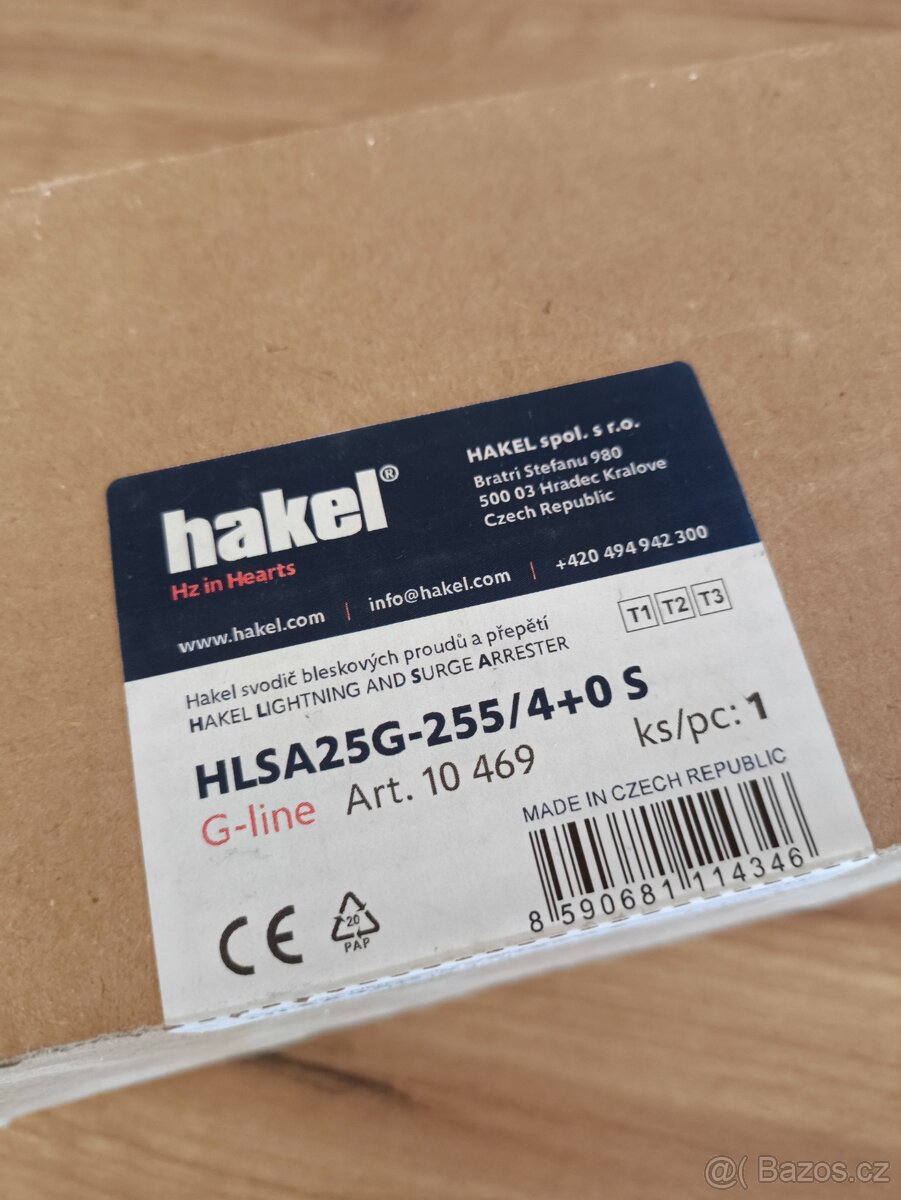 hakel®
Hz in Hearts
HAKEL spol. s r.o.
Bratri Stefanu 980
500 03 Hradec Kralove
Czech Republic
www.hakel.com | info@hakel.com | +420 494 942 300
Hakel svodič bleskových proudů a přepětí
HAKEL LIGHTNING AND SURGE ARRESTER
T1 T2 T3
HLSA25G-255/4+0 S
G-line Art. 10 469
ks/pc: 1
MADE IN CZECH REPUBLIC
8 590681 114346
CE
20
PAP
@( Bazos.cz